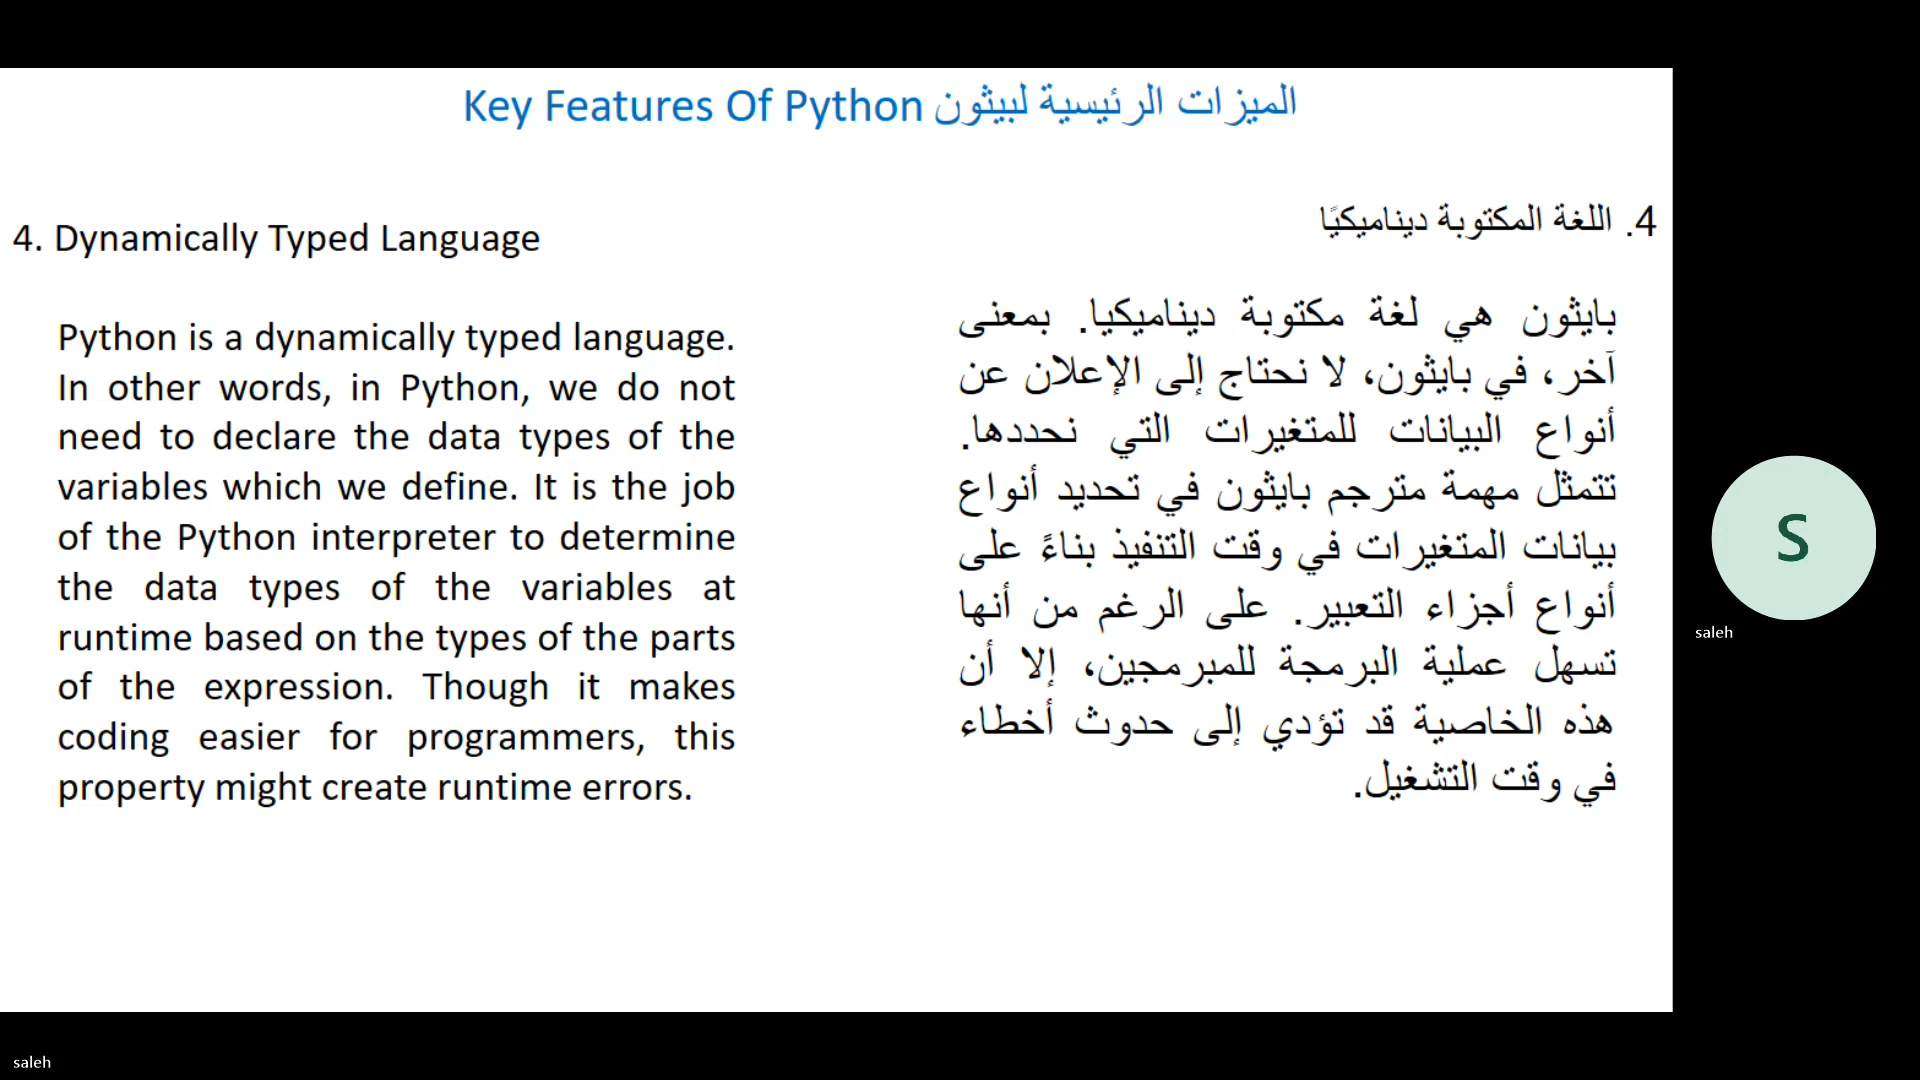 Key Features Of Python الميزات الرئيسية لبيثون
4. Dynamically Typed Language
Python is a dynamically typed language.
In other words, in Python, we do not
need to declare the data types of the
variables which we define. It is the job
of the Python interpreter to determine
the data types of the variables at
runtime based on the types of the parts
of the expression. Though it makes
coding easier for programmers, this
property might create runtime errors.
4. اللغة المكتوبة ديناميكيًا
بايثون هي لغة مكتوبة ديناميكيا. بمعنى
آخر، في بايثون، لا نحتاج إلى الإعلان عن
أنواع البيانات للمتغيرات التي نحددها.
تتمثل مهمة مترجم بايثون في تحديد أنواع
بيانات المتغيرات في وقت التنفيذ بناءً على
أنواع أجزاء التعبير. على الرغم من أنها
تسهل عملية البرمجة للمبرمجين، إلا أن
هذه الخاصية قد تؤدي إلى حدوث أخطاء
في وقت التشغيل.
S
saleh
saleh